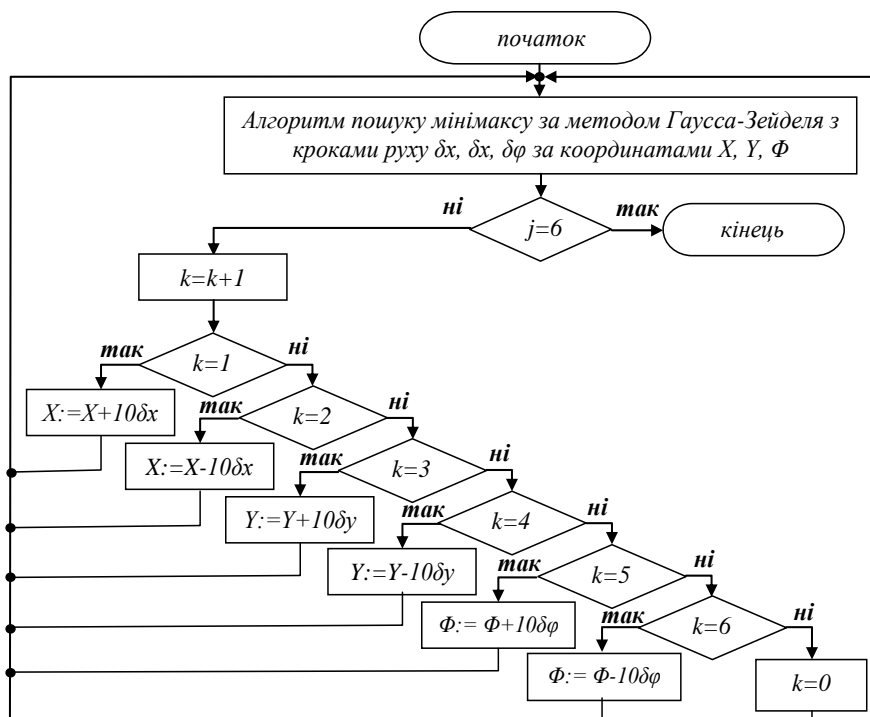 початок
Алгоритм пошуку мінімаксу за методом Гаусса-Зейделя з
кроками руху δx, δx, δφ за координатами X, Y, Ф
ні
так
j=6
кінець
k=k+1
так
ні
k=1
X:=X+10δx
так
ні
k=2
X:=X-10δx
так
ні
k=3
Y:=Y+10δy
так
ні
k=4
Y:=Y-10δy
так
ні
k=5
Ф:= Ф+10δφ
так
ні
k=6
Ф:= Ф-10δφ
k=0